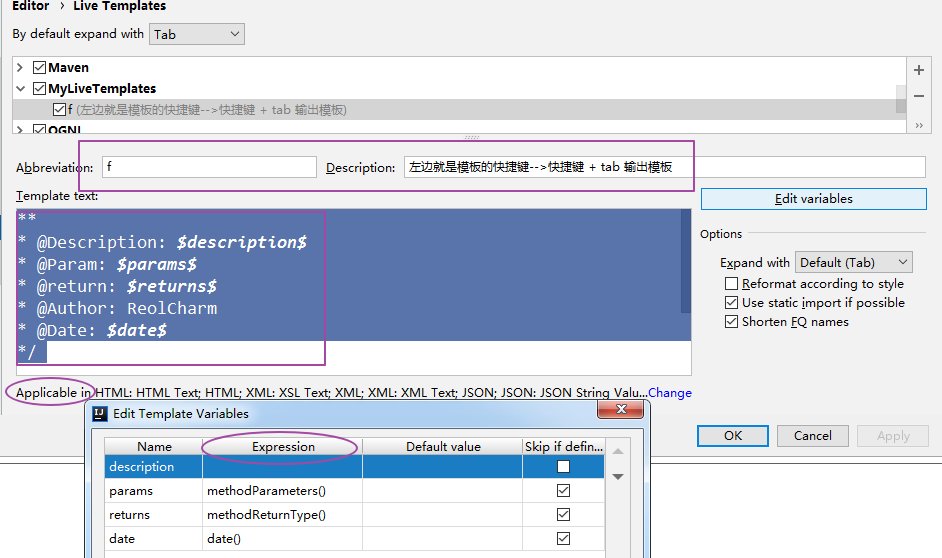 Editor › Live Templates
By default expand with Tab
Maven
MyLiveTemplates
f (左边就是模板的快捷键-->快捷键 + tab 输出模板)
OGNL
Abbreviation: f Description: 左边就是模板的快捷键-->快捷键 + tab 输出模板
Template text:
**
* @Description: $description$
* @Param: $params$
* @return: $returns$
* @Author: ReolCharm
* @Date: $date$
*/
Edit variables
Options
Expand with Default (Tab)
Reformat according to style
Use static import if possible
Shorten FQ names
Applicable in HTML: HTML Text; HTML; XML: XSL Text; XML; XML: XML Text; JSON; JSON: JSON String Valu...Change
Edit Template Variables
OK Cancel Apply
Name Expression Default value Skip if defin...
description
params methodParameters()
returns methodReturnType()
date date()